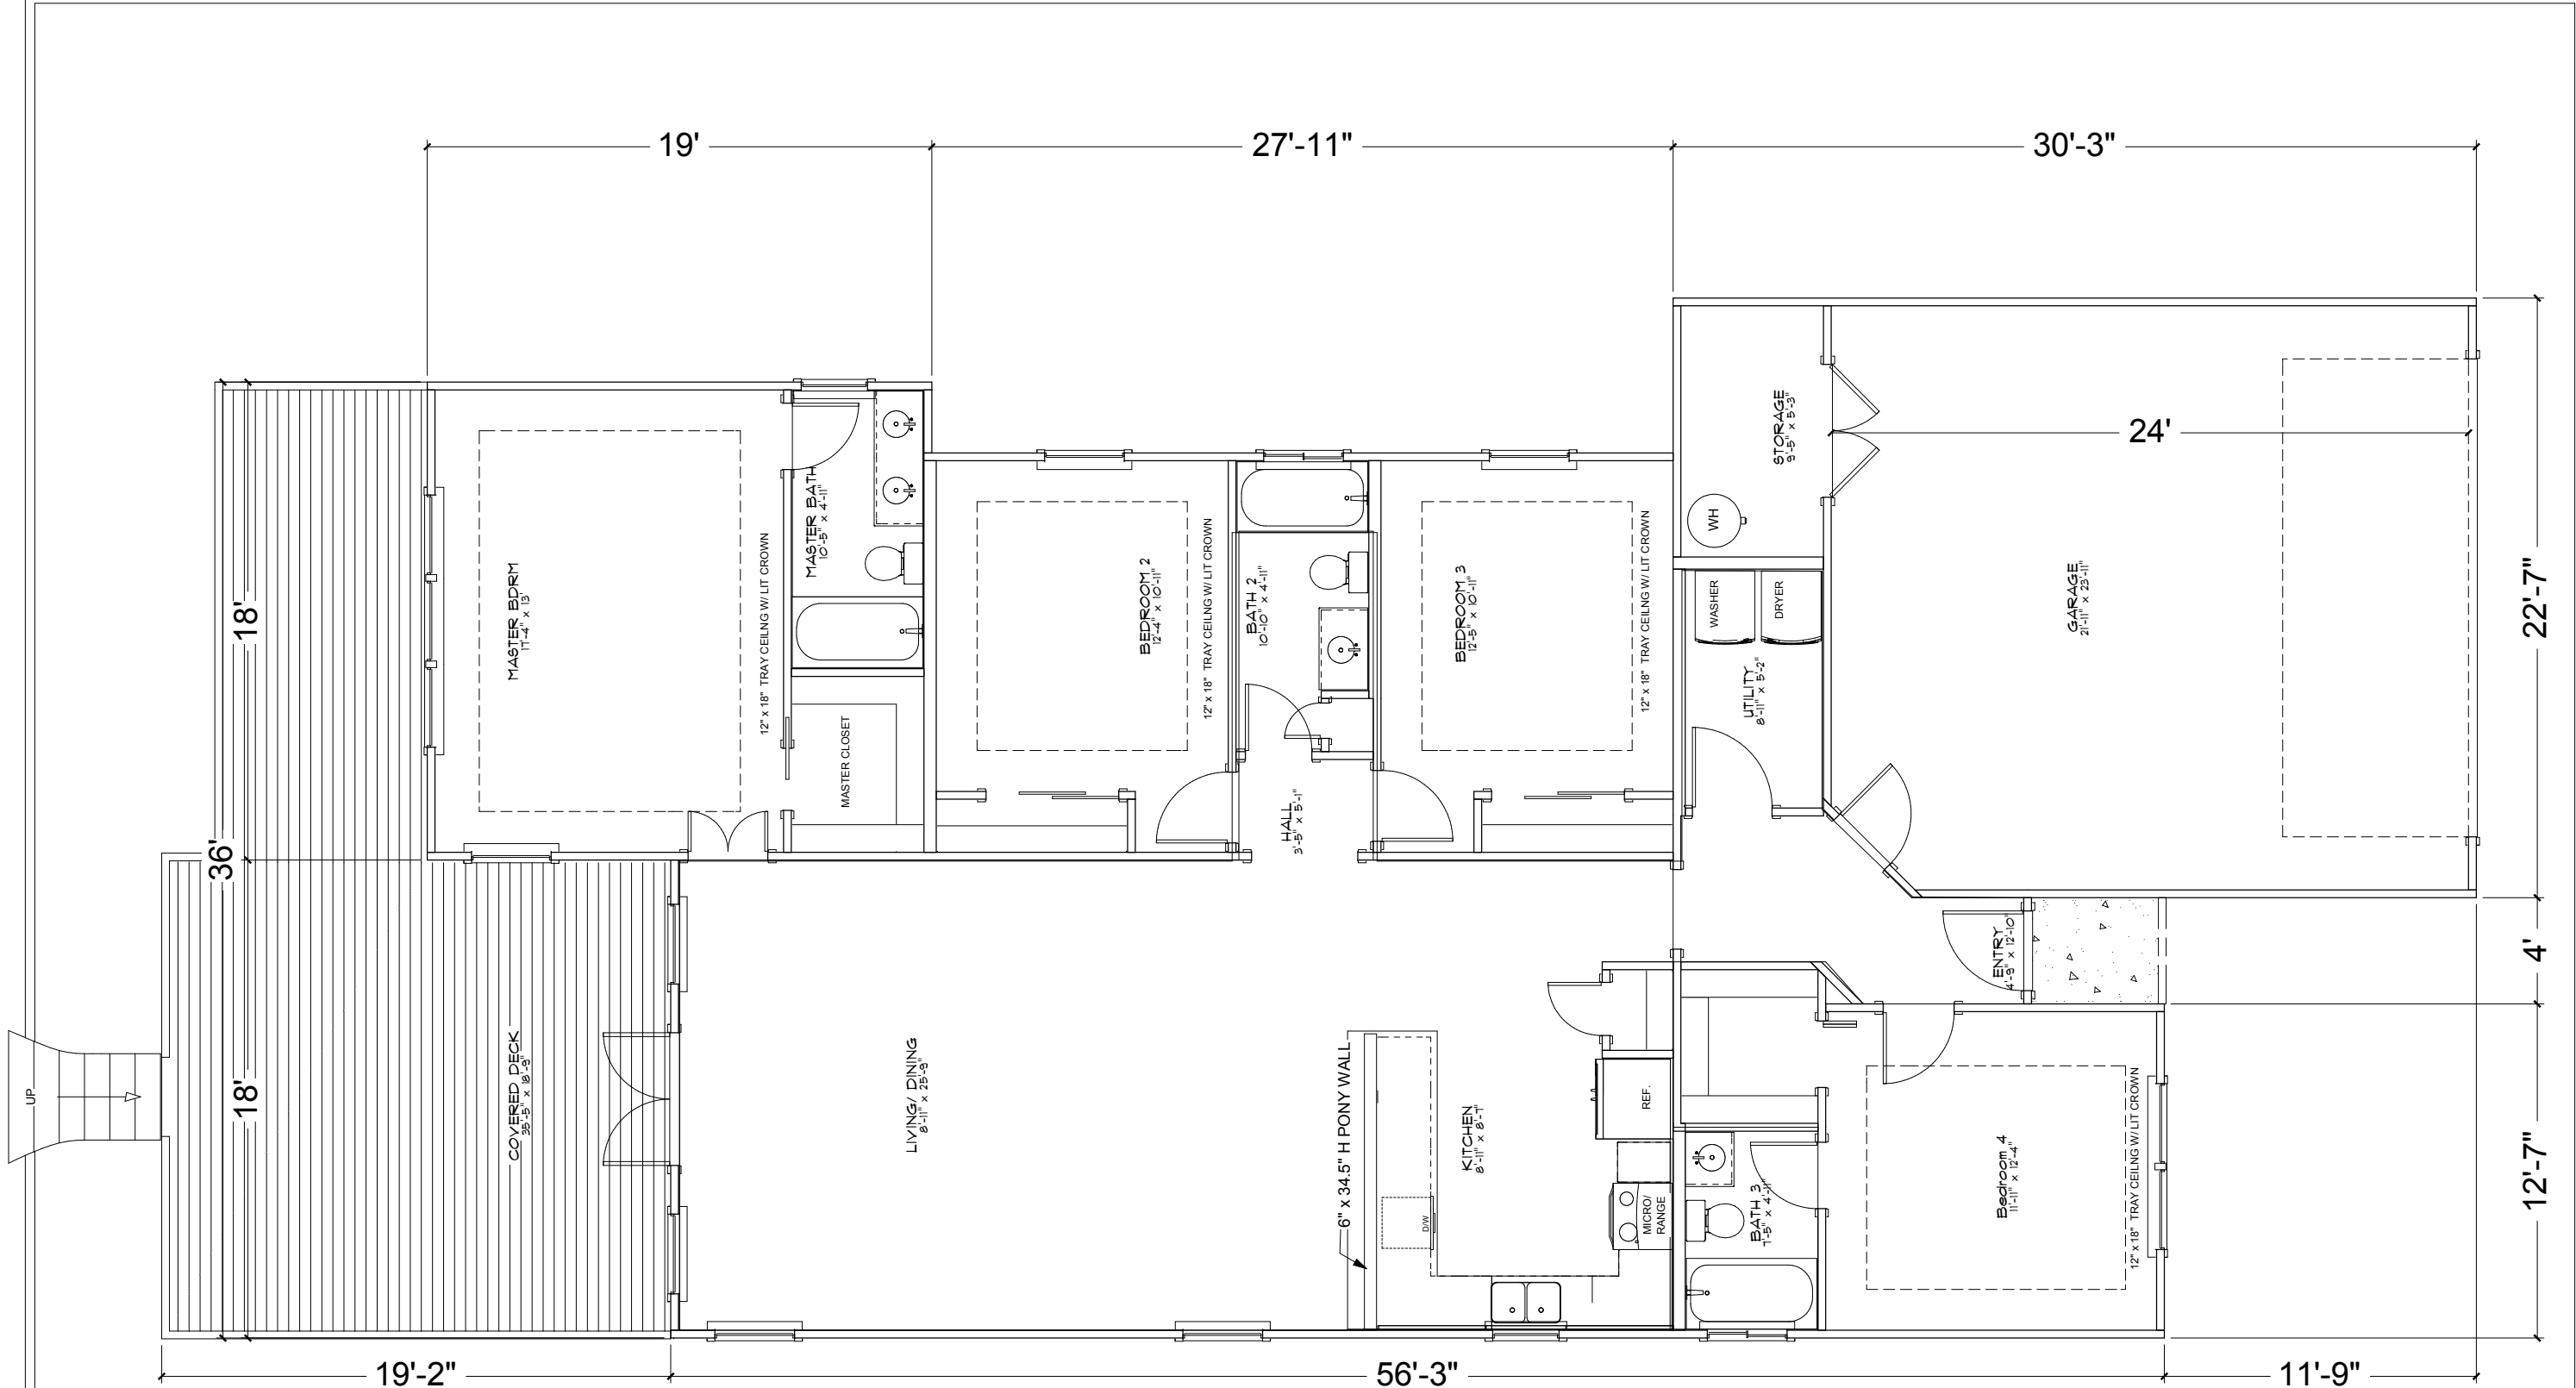 19'
27'-11"
30'-3"
24'
18'
36'
18'
22'-7"
4'
12'-7"
19'-2"
56'-3"
11'-9"
UP
COVERED DECK
35'-5" x 18'-9"
MASTER BDRM
17'-4" x 13'
12" x 18" TRAY CEILNG W/ LIT CROWN
MASTER BATH
10'-5" x 4'-11"
MASTER CLOSET
BEDROOM 2
12'-4" x 10'-11"
12" x 18" TRAY CEILNG W/ LIT CROWN
BATH 2
10'-10" x 4'-11"
HALL
3'-5" x 5'-1"
BEDROOM 3
12'-5" x 10'-11"
12" x 18" TRAY CEILNG W/ LIT CROWN
STORAGE
9'-5" x 5'-3"
WH
WASHER
DRYER
UTILITY
8'-11" x 5'-2"
GARAGE
21'-11" x 23'-11"
ENTRY
4'-9" x 12'-10"
LIVING/ DINING
8'-11" x 25'-9"
6" x 34.5" H PONY WALL
KITCHEN
8'-11" x 8'-7"
D/W
REF.
MICRO/
RANGE
BATH 3
7'-5" x 4'-11"
Bedroom 4
11'-11" x 12'-4"
12" x 18" TRAY CEILNG W/ LIT CROWN